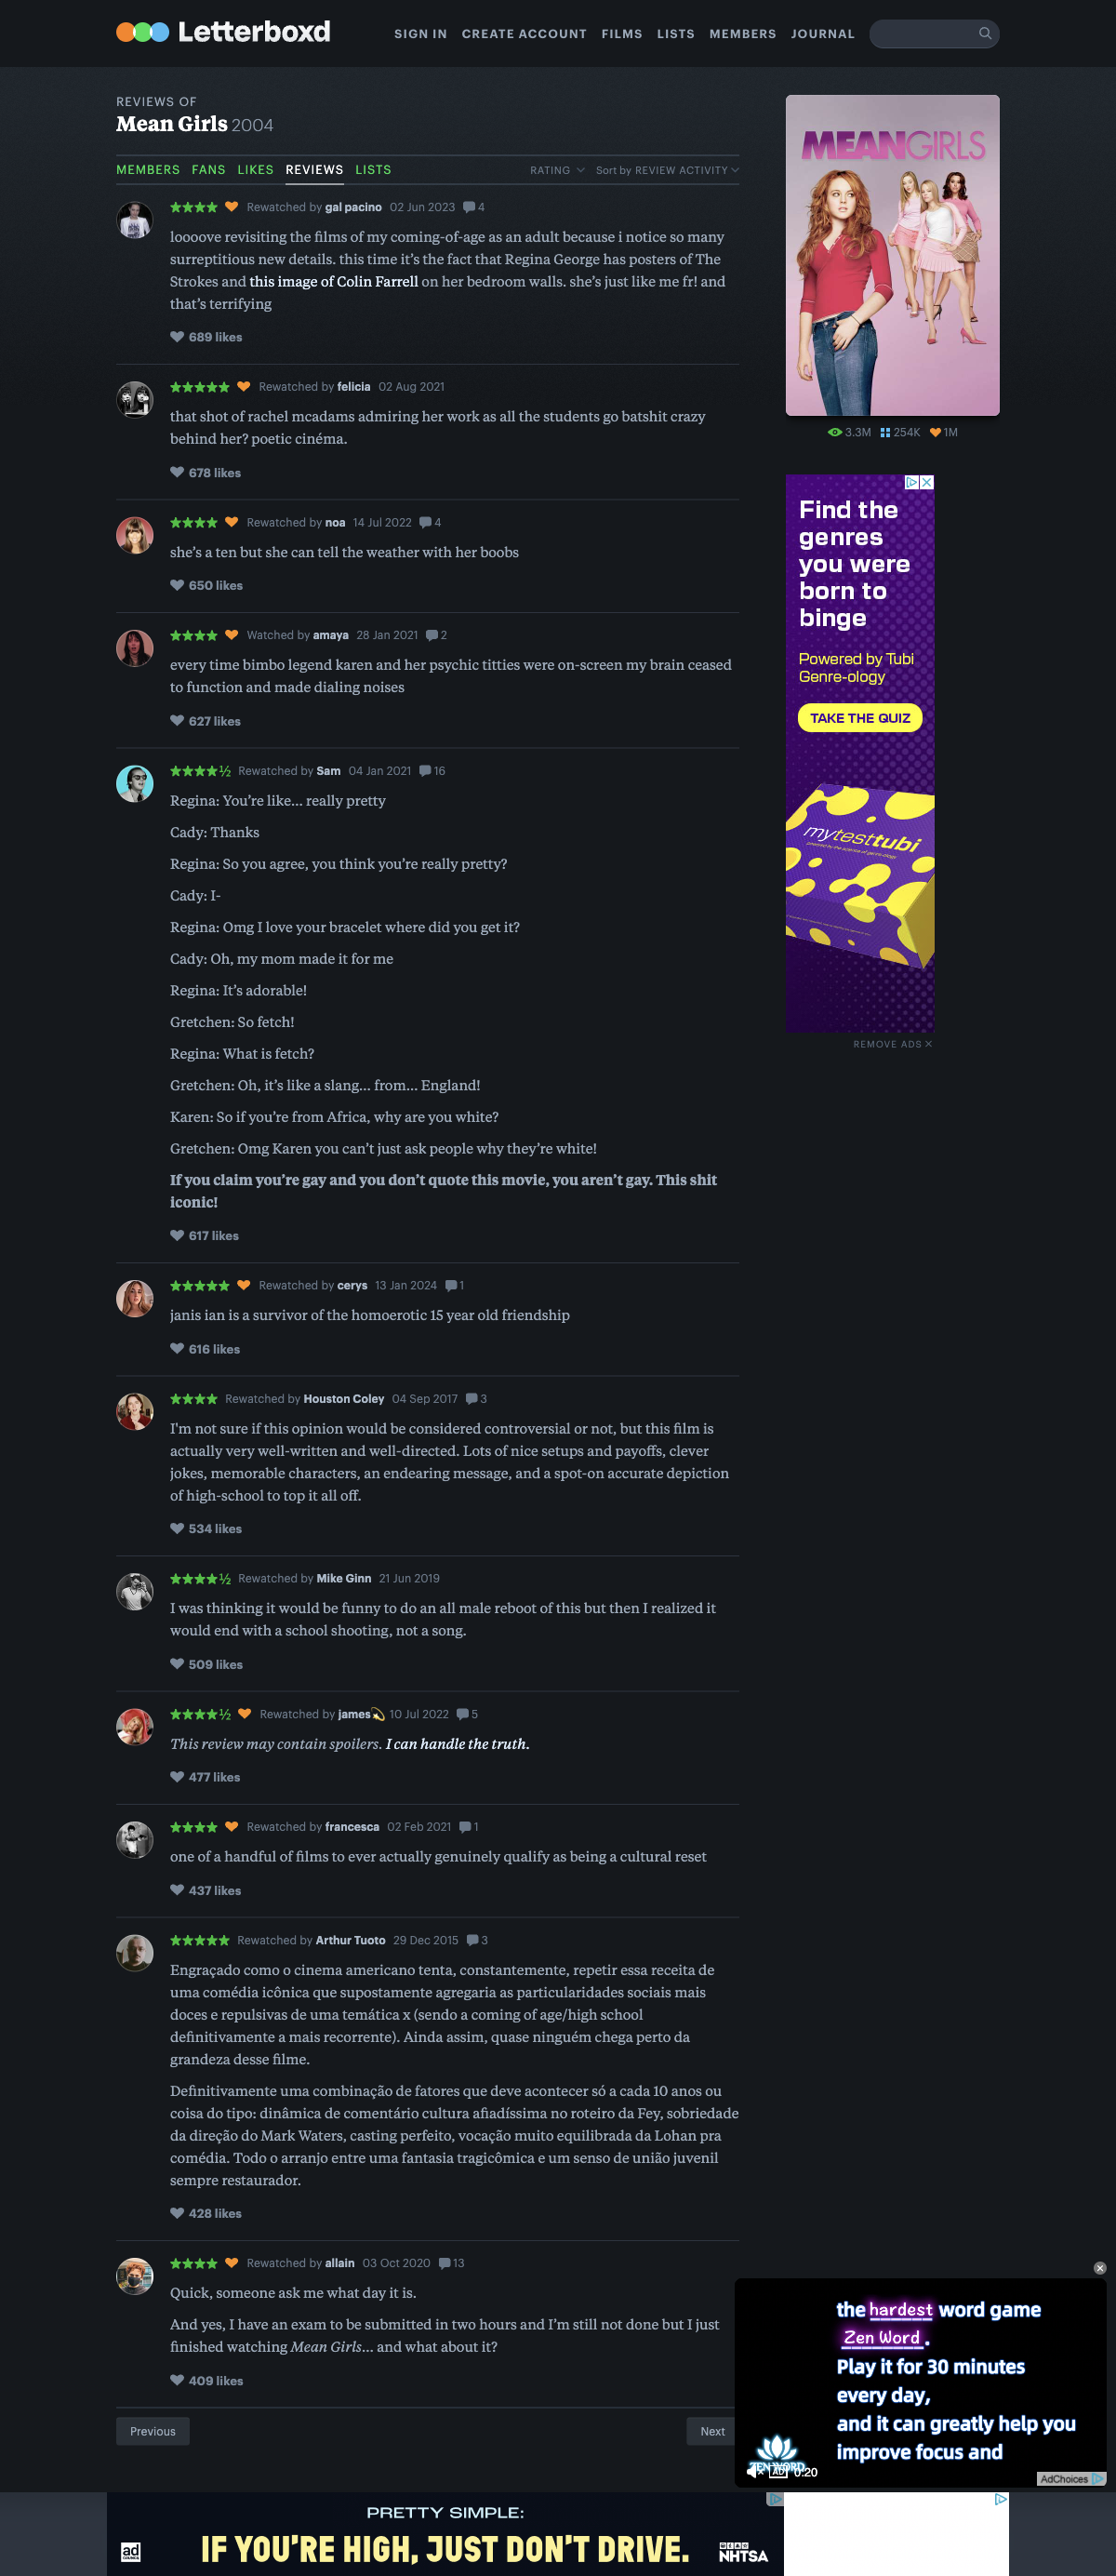 Letterboxd
SIGN IN CREATE ACCOUNT FILMS LISTS MEMBERS JOURNAL
REVIEWS OF
Mean Girls 2004
MEMBERS FANS LIKES REVIEWS LISTS
RATING Sort by REVIEW ACTIVITY
Rewatched by gal pacino 02 Jun 2023 4
loooove revisiting the films of my coming-of-age as an adult because i notice so many
surreptitious new details. this time it’s the fact that Regina George has posters of The
Strokes and this image of Colin Farrell on her bedroom walls. she’s just like me fr! and
that’s terrifying
689 likes
Rewatched by felicia 02 Aug 2021
that shot of rachel mcadams admiring her work as all the students go batshit crazy
behind her? poetic cinéma.
678 likes
Rewatched by noa 14 Jul 2022 4
she’s a ten but she can tell the weather with her boobs
650 likes
Watched by amaya 28 Jan 2021 2
every time bimbo legend karen and her psychic titties were on-screen my brain ceased
to function and made dialing noises
627 likes
★★★★½ Rewatched by Sam 04 Jan 2021 16
Regina: You’re like… really pretty
Cady: Thanks
Regina: So you agree, you think you’re really pretty?
Cady: I-
Regina: Omg I love your bracelet where did you get it?
Cady: Oh, my mom made it for me
Regina: It’s adorable!
Gretchen: So fetch!
Regina: What is fetch?
Gretchen: Oh, it’s like a slang… from… England!
Karen: So if you’re from Africa, why are you white?
Gretchen: Omg Karen you can’t just ask people why they’re white!
If you claim you’re gay and you don’t quote this movie, you aren’t gay. This shit
iconic!
617 likes
Rewatched by cerys 13 Jan 2024 1
janis ian is a survivor of the homoerotic 15 year old friendship
616 likes
Rewatched by Houston Coley 04 Sep 2017 3
I'm not sure if this opinion would be considered controversial or not, but this film is
actually very well-written and well-directed. Lots of nice setups and payoffs, clever
jokes, memorable characters, an endearing message, and a spot-on accurate depiction
of high-school to top it all off.
534 likes
★★★★½ Rewatched by Mike Ginn 21 Jun 2019
I was thinking it would be funny to do an all male reboot of this but then I realized it
would end with a school shooting, not a song.
509 likes
★★★★½ Rewatched by james💫 10 Jul 2022 5
This review may contain spoilers. I can handle the truth.
477 likes
Rewatched by francesca 02 Feb 2021 1
one of a handful of films to ever actually genuinely qualify as being a cultural reset
437 likes
Rewatched by Arthur Tuoto 29 Dec 2015 3
Engraçado como o cinema americano tenta, constantemente, repetir essa receita de
uma comédia icônica que supostamente agregaria as particularidades sociais mais
doces e repulsivas de uma temática x (sendo a coming of age/high school
definitivamente a mais recorrente). Ainda assim, quase ninguém chega perto da
grandeza desse filme.
Definitivamente uma combinação de fatores que deve acontecer só a cada 10 anos ou
coisa do tipo: dinâmica de comentário cultura afiadíssima no roteiro da Fey, sobriedade
da direção do Mark Waters, casting perfeito, vocação muito equilibrada da Lohan pra
comédia. Todo o arranjo entre uma fantasia tragicômica e um senso de união juvenil
sempre restaurador.
428 likes
Rewatched by allain 03 Oct 2020 13
Quick, someone ask me what day it is.
And yes, I have an exam to be submitted in two hours and I’m still not done but I just
finished watching Mean Girls… and what about it?
409 likes
Previous
Next
MEAN GIRLS
3.3M 254K 1M
Find the
genres
you were
born to
binge
Powered by Tubi
Genre-ology
TAKE THE QUIZ
mytesttubi
powered by the science of genre-ology
REMOVE ADS
the hardest word game
Zen Word.
Play it for 30 minutes
every day,
and it can greatly help you
improve focus and
ZEN WORD
AD 0:20
AdChoices
PRETTY SIMPLE:
IF YOU’RE HIGH, JUST DON’T DRIVE.
ad
NHTSA